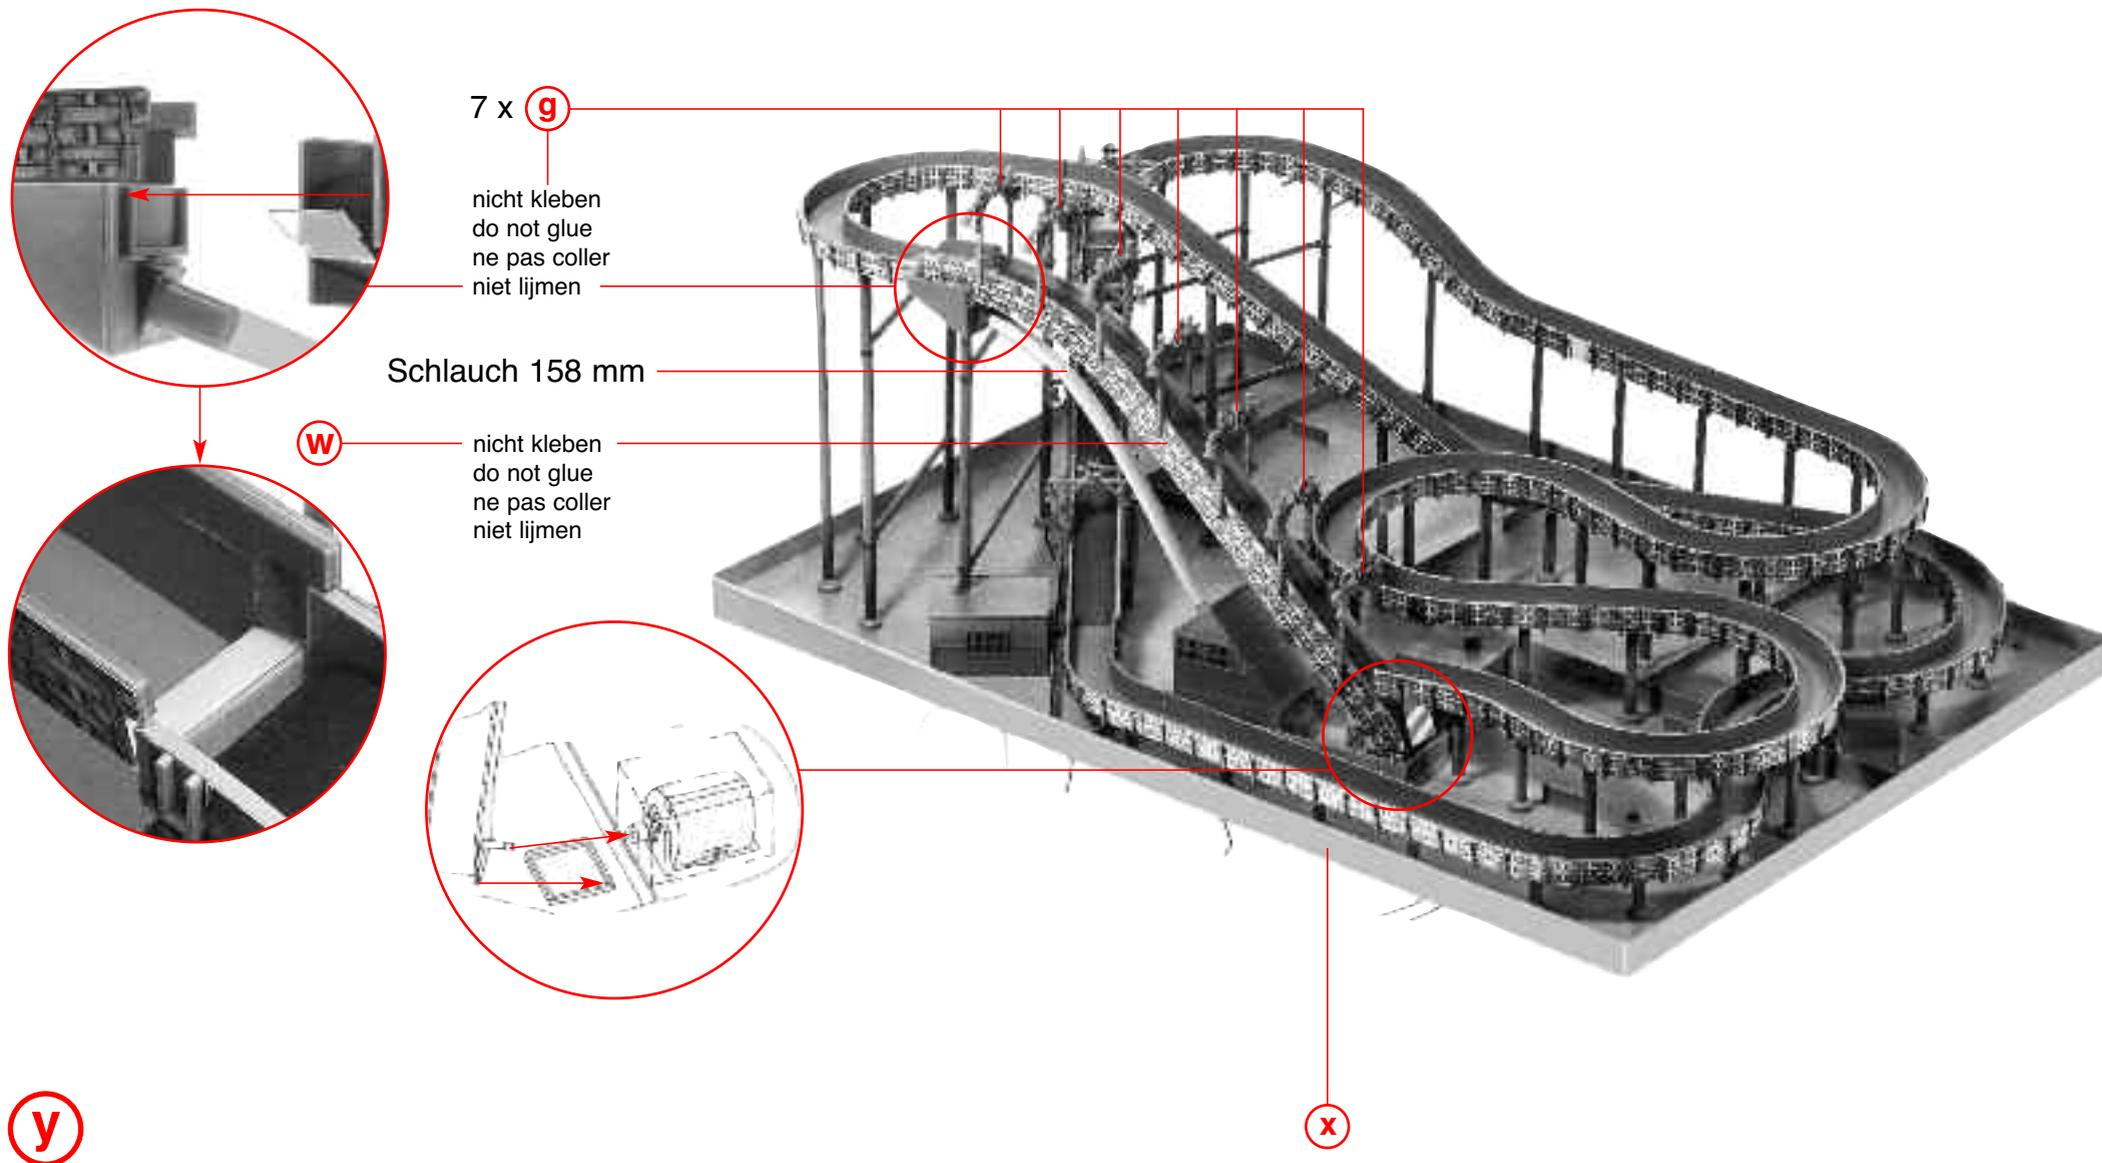 7 x g
nicht kleben
do not glue
ne pas coller
niet lijmen
Schlauch 158 mm
w
nicht kleben
do not glue
ne pas coller
niet lijmen
y
x